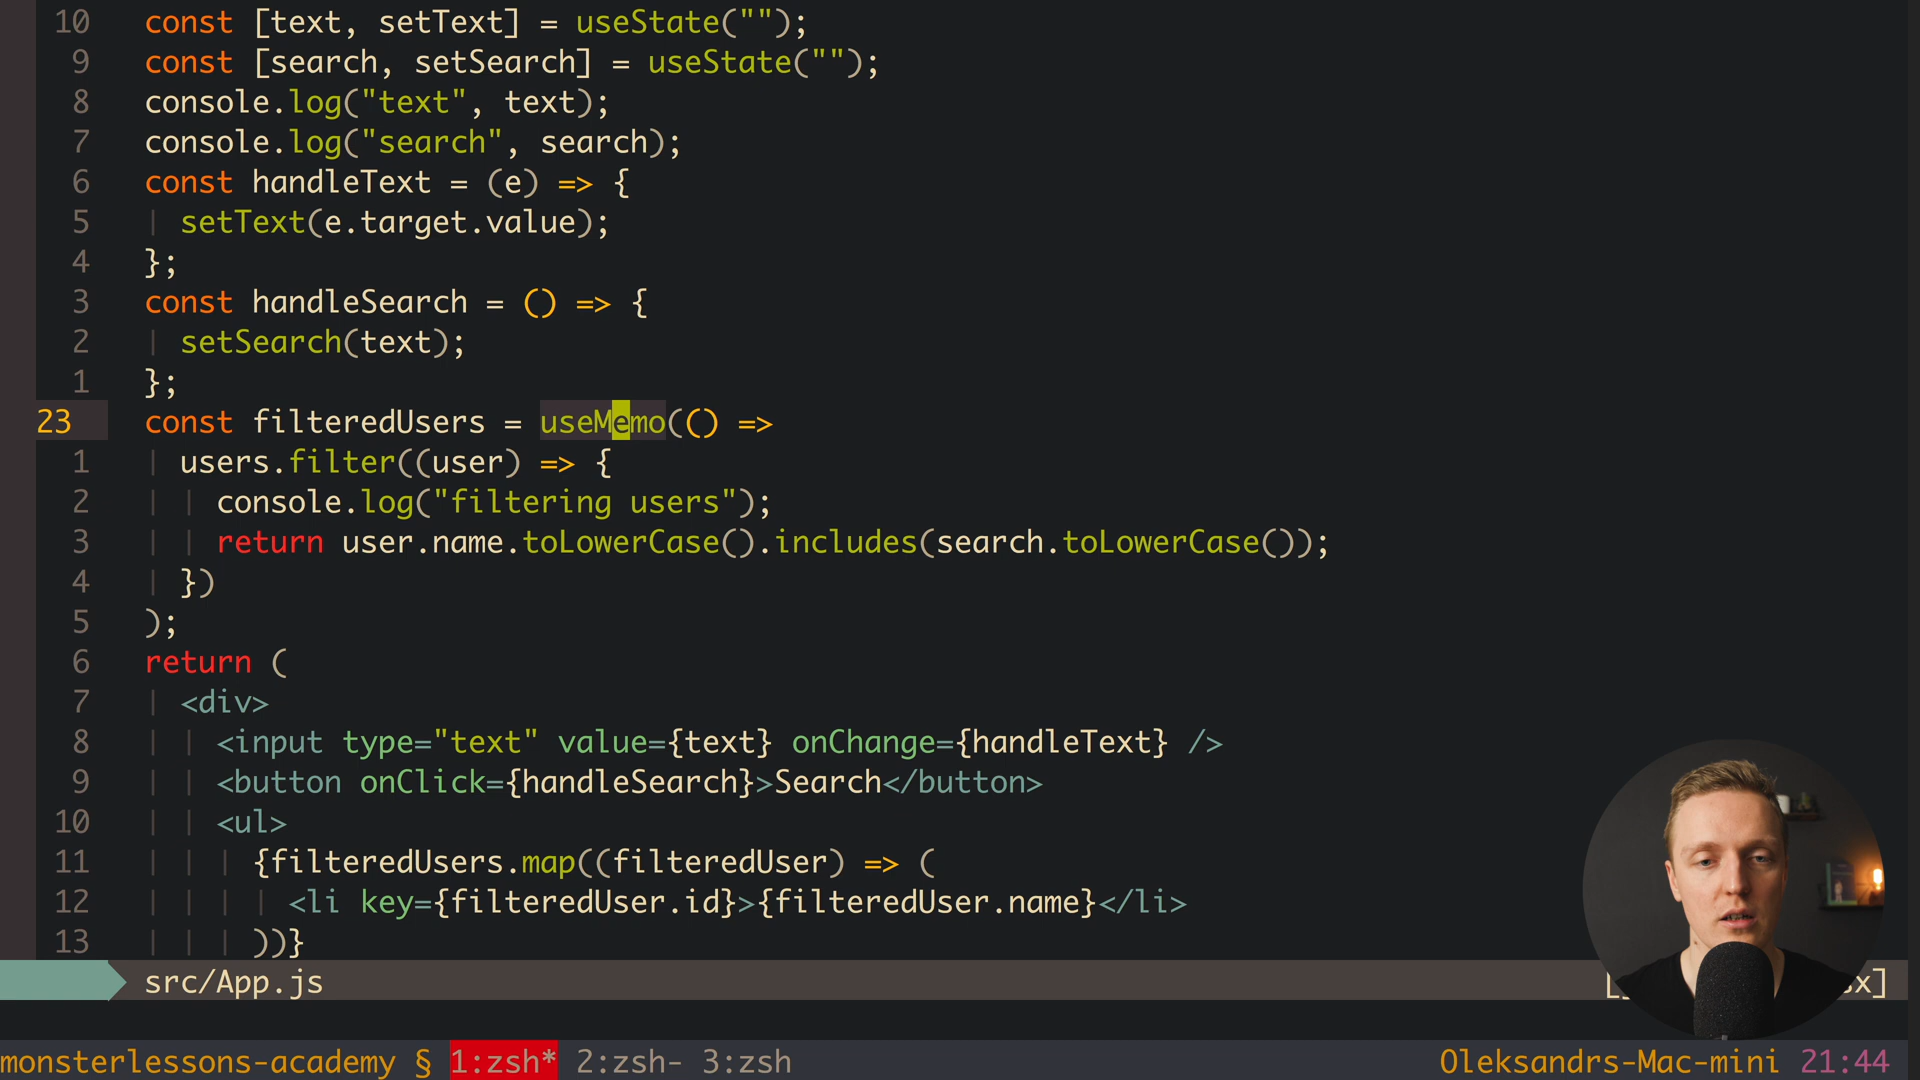 10 const [text, setText] = useState("");
9 const [search, setSearch] = useState("");
8 console.log("text", text);
7 console.log("search", search);
6 const handleText = (e) => {
5 setText(e.target.value);
4 };
3 const handleSearch = () => {
2 setSearch(text);
1 };
23 const filteredUsers = useMemo(() =>
1 users.filter((user) => {
2 console.log("filtering users");
3 return user.name.toLowerCase().includes(search.toLowerCase());
4 })
5 );
6 return (
7 <div>
8 <input type="text" value={text} onChange={handleText} />
9 <button onClick={handleSearch}>Search</button>
10 <ul>
11 {filteredUsers.map((filteredUser) => (
12 <li key={filteredUser.id}>{filteredUser.name}</li>
13 ))}
src/App.js
monsterlessons-academy § 1:zsh* 2:zsh- 3:zsh Oleksandrs-Mac-mini 21:44